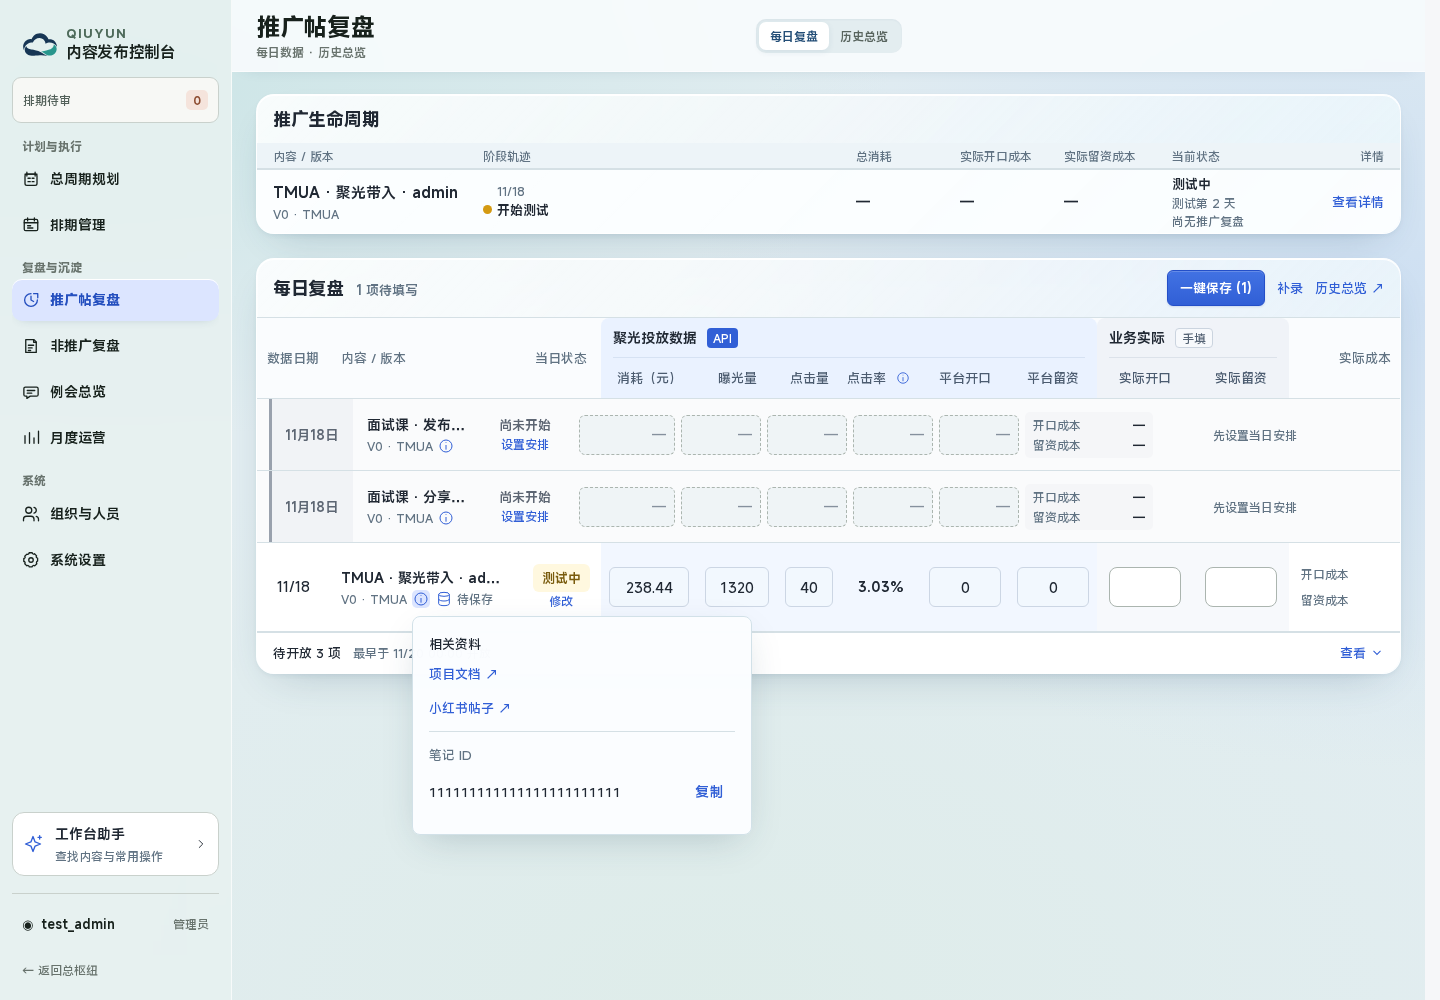 QIUYUN
内容发布控制台
排期待审 0
计划与执行
总周期规划
排期管理
复盘与沉淀
推广帖复盘
非推广复盘
例会总览
月度运营
系统
组织与人员
系统设置
工作台助手
查找内容与常用操作
test_admin 管理员
← 返回总枢纽
推广帖复盘
每日数据 · 历史总览
每日复盘 历史总览
推广生命周期
内容 / 版本 阶段轨迹 总消耗 实际开口成本 实际留资成本 当前状态 详情
TMUA · 聚光带入 · admin
V0 · TMUA
11/18
开始测试
— — —
测试中
测试第 2 天
尚无推广复盘
查看详情
每日复盘 1 项待填写
一键保存 (1) 补录 历史总览 ↗
数据日期 内容 / 版本 当日状态 聚光投放数据 API 业务实际 手填 实际成本
消耗（元） 曝光量 点击量 点击率 平台开口 平台留资 实际开口 实际留资
11月18日
面试课 · 发布...
V0 · TMUA
尚未开始
设置安排
— — — — —
开口成本 —
留资成本 —
先设置当日安排
11月18日
面试课 · 分享...
V0 · TMUA
尚未开始
设置安排
— — — — —
开口成本 —
留资成本 —
先设置当日安排
11/18
TMUA · 聚光带入 · ad...
V0 · TMUA 待保存
测试中
修改
238.44 1320 40 3.03% 0 0
开口成本
留资成本
待开放 3 项 最早于 11/2
查看
相关资料
项目文档 ↗
小红书帖子 ↗
笔记 ID
111111111111111111111111 复制